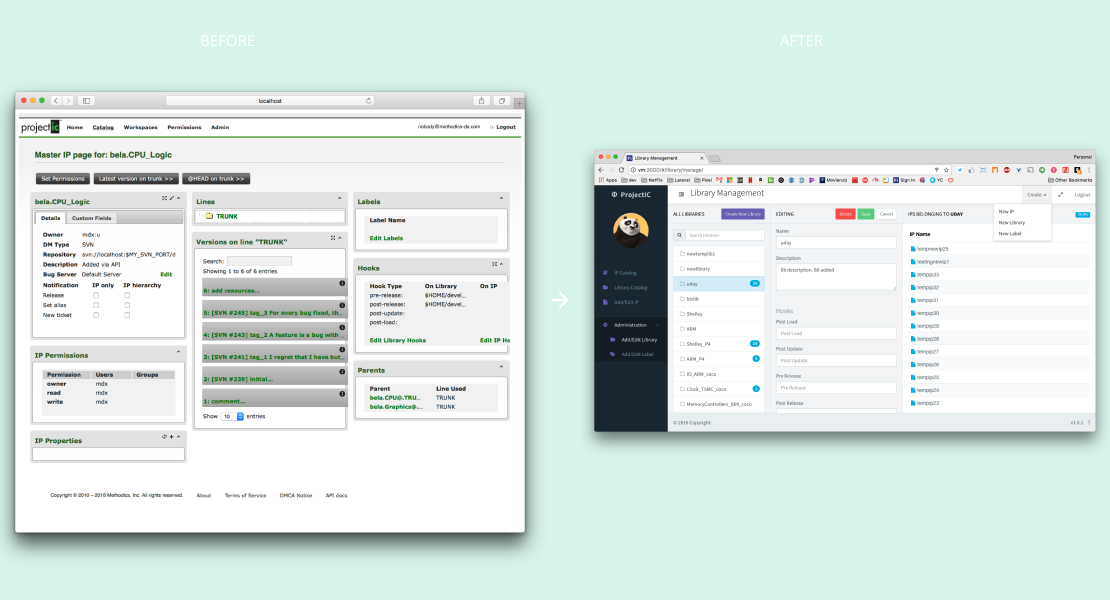 BEFORE
AFTER
localhost
projectIC Home Catalog Workspaces Permissions Admin
nobody@methodics-da.com Logout
Master IP page for: bela.CPU_Logic
Set Permissions Latest version on trunk >> @HEAD on trunk >>
bela.CPU_Logic
Details Custom Fields
Owner mdx:u
DM Type SVN
Repository svn://localhost:$MY_SVN_PORT/d
Description Added via API
Bug Server Default Server Edit
Notification IP only IP hierarchy
Release
Set alias
New ticket
IP Permissions
Permission Users Groups
owner mdx
read mdx
write mdx
IP Properties
Lines
TRUNK
Versions on line "TRUNK"
Search:
Showing 1 to 6 of 6 entries
6: add resources...
5: [SVN #245] tag_3 For every bug fixed, th...
4: [SVN #243] tag_2 A feature is a bug with ...
3: [SVN #241] tag_1 I regret that I have but...
2: [SVN #239] initial...
1: comment...
Show 10 entries
Labels
Label Name
Edit Labels
Hooks
Hook Type On Library On IP
pre-release: $HOME/devel...
post-release: $HOME/devel...
post-update:
post-load:
Edit Library Hooks Edit IP Ho
Parents
Parent Line Used
bela.CPU@.TRU... TRUNK
bela.Graphics@... TRUNK
Copyright © 2010 – 2016 Methodics, Inc. All rights reserved. About Terms of Service DMCA Notice API docs
Library Management
Personal
vm:3000/#/library/manage/
Apps dev Netflix Laravel Pixel
MovieruIo
Sign In
YC
Other Bookmarks
ProjectIC
IP Catalog
Library Catalog
Add/Edit IP
Administration
Add/Edit Library
Add/Edit Label
Library Management
Create
Logout
New IP
New Library
New Label
ALL LIBRARIES Create New Library
Search Libraries
newtemplib1
newlibrary
uday
biclib
Shelley
ARM
Shelley_P4
ARM_P4
IO_ARM_coco
Clock_TSMC_coco
MemoryControllers_IBM_coco
EDITING Delete Save Cancel
Name
uday
Description
lib description. lbl added
Hooks
Post Load
Post Load
Post Update
Post Update
Pre Release
Pre Release
Post Release
IPS BELONGING TO UDAY
IP Name
tempnewip25
testingnewip1
tempip33
tempip32
tempip31
tempip30
tempip29
tempip28
tempip27
tempip26
tempip25
tempip24
tempip23
© 2016 Copyright.
v1.0.1